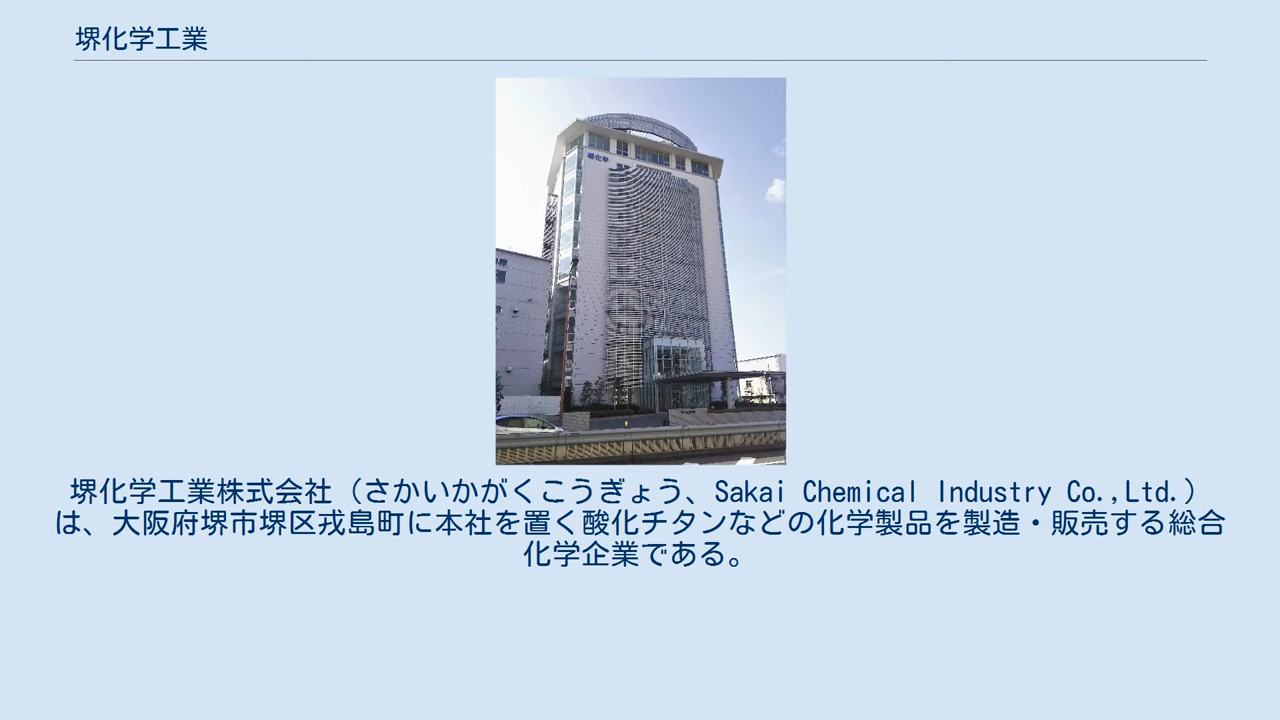 堺化学工業
堺化学
堺化学工業株式会社（さかいかがくこうぎょう、Sakai Chemical Industry Co.,Ltd.）
は、大阪府堺市堺区戎島町に本社を置く酸化チタンなどの化学製品を製造・販売する総合
化学企業である。